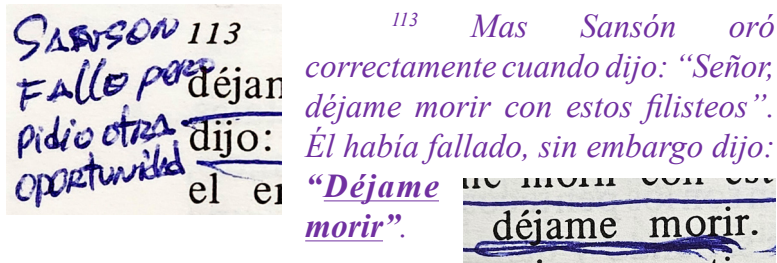 SANSON
FALLO pero
pidio otra
oportunidad
113
déjam
dijo:
el er
113 Mas Sansón oró
correctamente cuando dijo: “Señor,
déjame morir con estos filisteos”.
Él había fallado, sin embargo dijo:
“Déjame
morir”.
déjame morir.